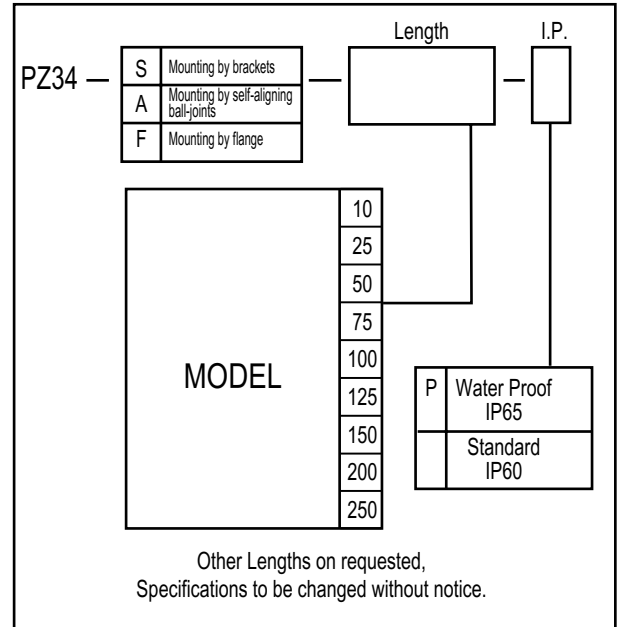 Length I.P.
PZ34 — S Mounting by brackets — —
A Mounting by self-aligning
ball-joints
F Mounting by flange
MODEL
10
25
50
75
100
125
150
200
250
P Water Proof
IP65
Standard
IP60
Other Lengths on requested,
Specifications to be changed without notice.